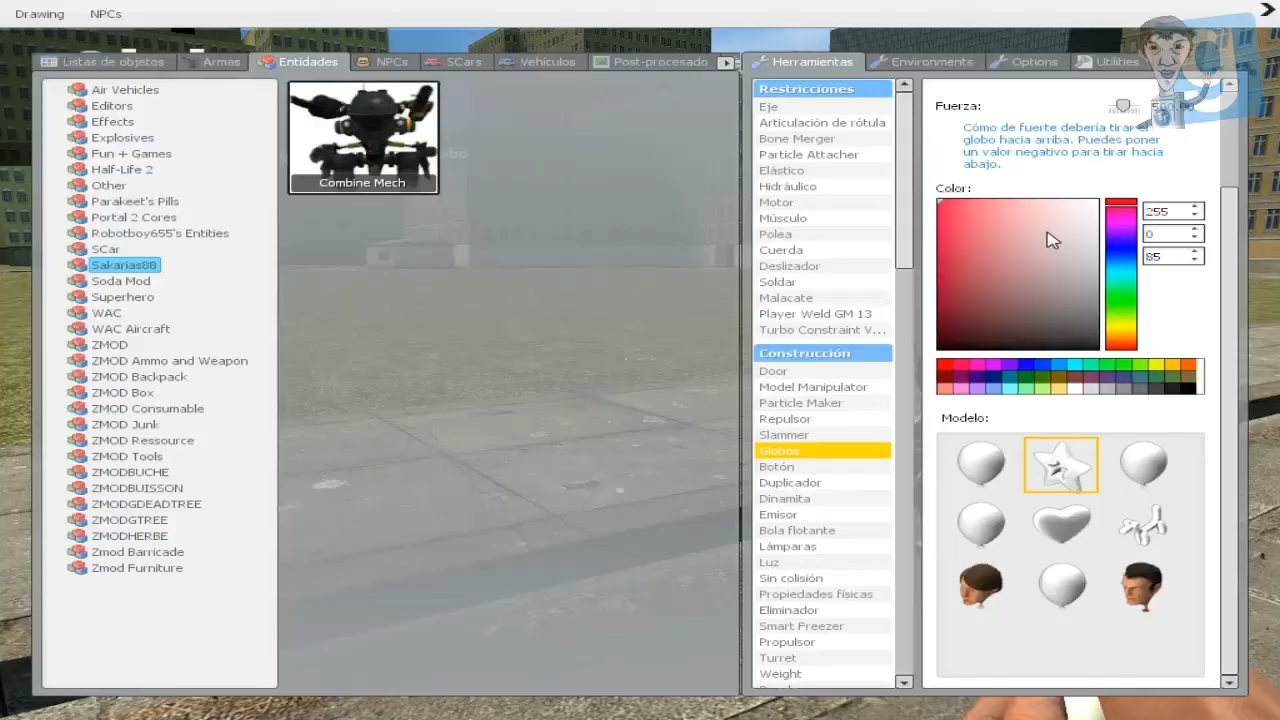 Drawing NPCs
Listas de objetos Armas Entidades NPCs SCars Vehículos Post-procesado
Air Vehicles
Editors
Effects
Explosives
Fun + Games
Half-Life 2
Other
Parakeet's Pills
Portal 2 Cores
Robotboy655's Entities
SCar
Sakarias88
Soda Mod
Superhero
WAC
WAC Aircraft
ZMOD
ZMOD Ammo and Weapon
ZMOD Backpack
ZMOD Box
ZMOD Consumable
ZMOD Junk
ZMOD Ressource
ZMOD Tools
ZMODBUCHE
ZMODBUISSON
ZMODGDEADTREE
ZMODGTREE
ZMODHERBE
Zmod Barricade
Zmod Furniture
Combine Mech
Herramientas Environments Options Utilities
Restricciones
Eje
Articulación de rótula
Bone Merger
Particle Attacher
Elástico
Hidráulico
Motor
Músculo
Polea
Cuerda
Deslizador
Soldar
Malacate
Player Weld GM 13
Turbo Constraint V...
Construcción
Door
Model Manipulator
Particle Maker
Repulsor
Slammer
Globos
Botón
Duplicador
Dinamita
Emisor
Bola flotante
Lámparas
Luz
Sin colisión
Propiedades físicas
Eliminador
Smart Freezer
Propulsor
Turret
Weight
Fuerza:
Cómo de fuerte debería tirar el
globo hacia arriba. Puedes poner
un valor negativo para tirar hacia
abajo.
Color:
255
0
85
Modelo: